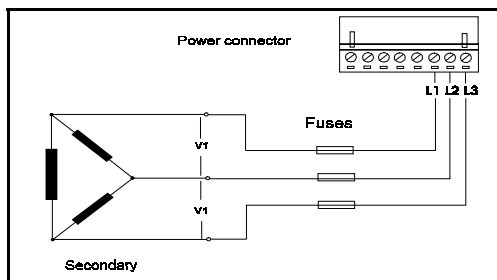 Power connector
L1 L2 L3
Fuses
V1
V1
Secondary